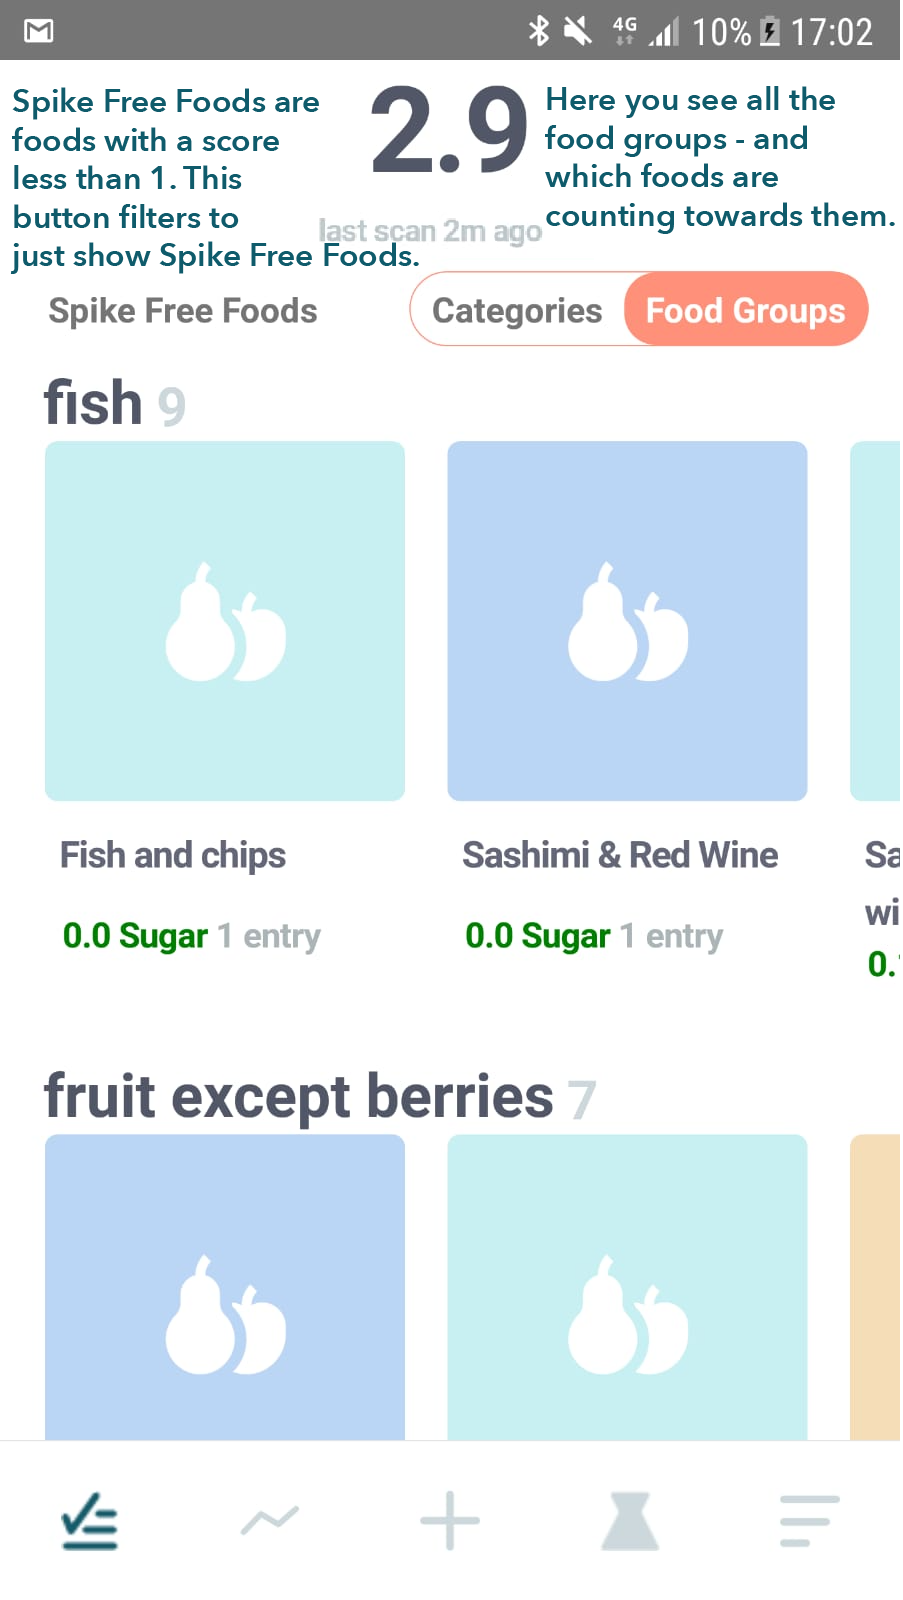 4G 10% 17:02
Spike Free Foods are
foods with a score
less than 1. This
button filters to
just show Spike Free Foods.
2.9
last scan 2m ago
Here you see all the
food groups - and
which foods are
counting towards them.
Spike Free Foods
Categories
Food Groups
fish 9
Fish and chips
0.0 Sugar 1 entry
Sashimi & Red Wine
0.0 Sugar 1 entry
Sa
wi
0.
fruit except berries 7